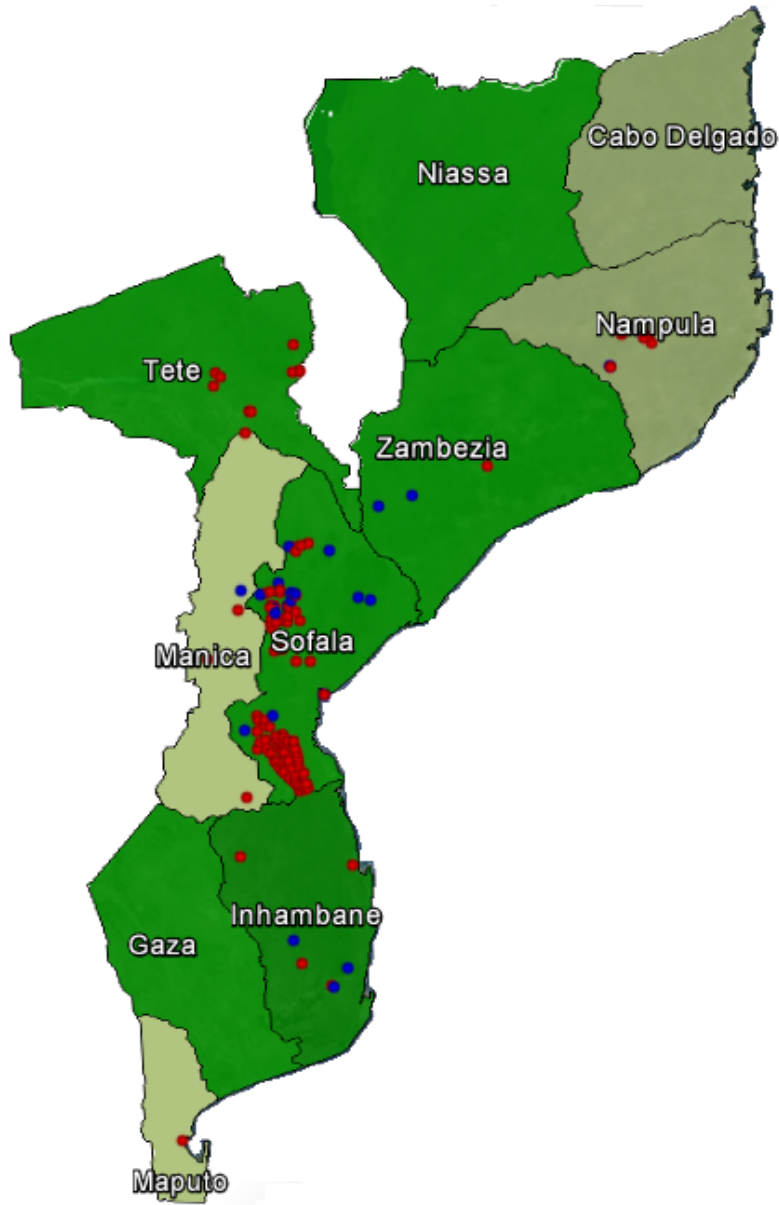 Cabo Delgado
Niassa
Nampula
Tete
Zambezia
Sofala
Manica
Inhambane
Gaza
Maputo